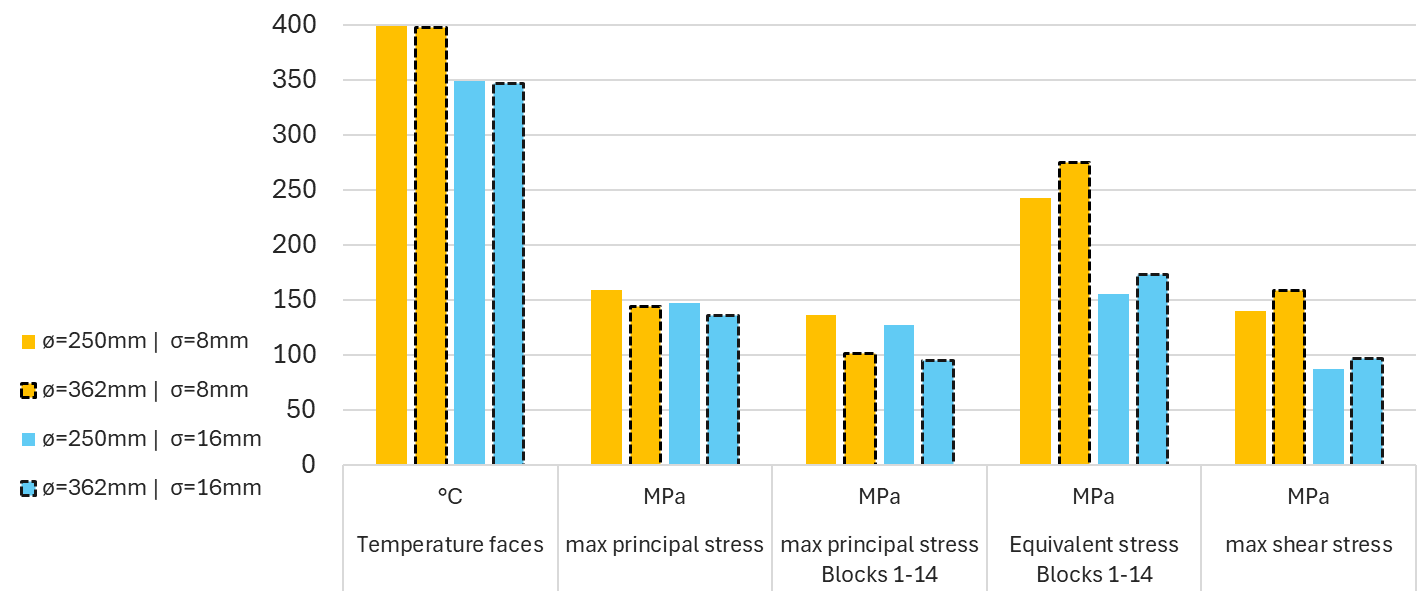 400
350
300
250
200
150
100
50
0
ø=250mm | σ=8mm
ø=362mm | σ=8mm
ø=250mm | σ=16mm
ø=362mm | σ=16mm
°C
MPa
MPa
MPa
MPa
Temperature faces
max principal stress
max principal stress
Blocks 1-14
Equivalent stress
Blocks 1-14
max shear stress